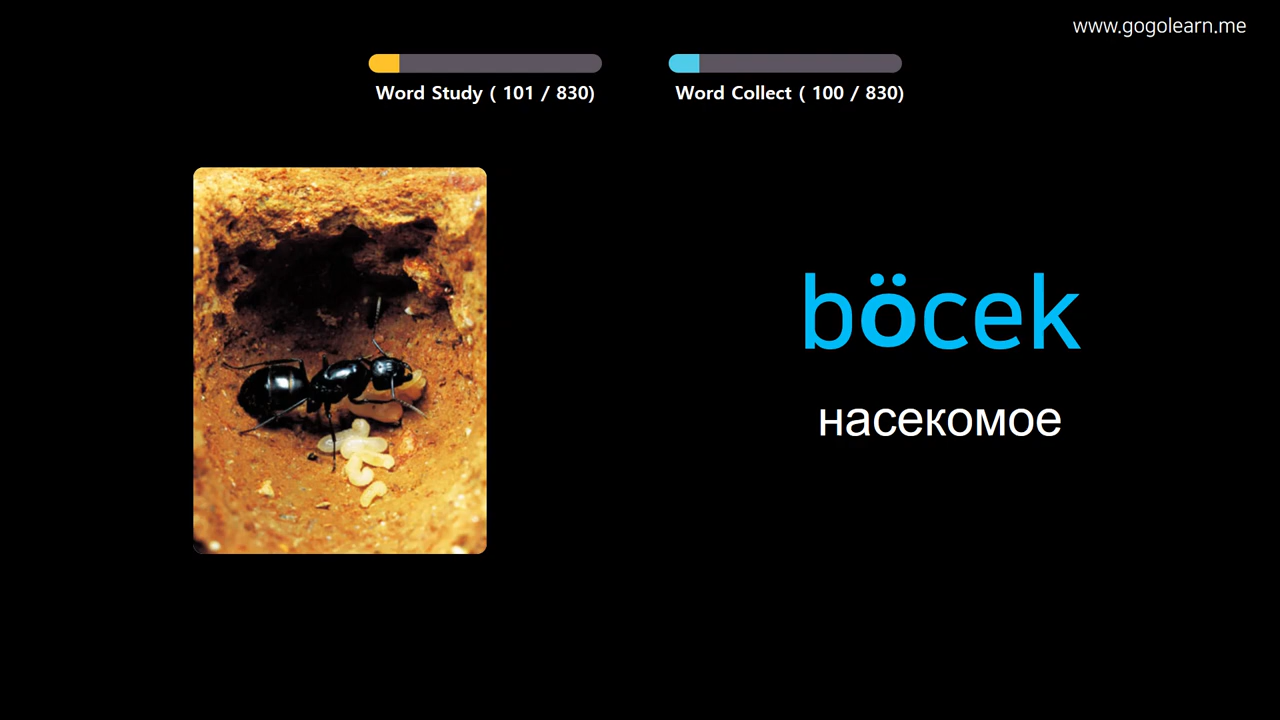 www.gogolearn.me
Word Study ( 101 / 830)
Word Collect ( 100 / 830)
böcek
насекомое